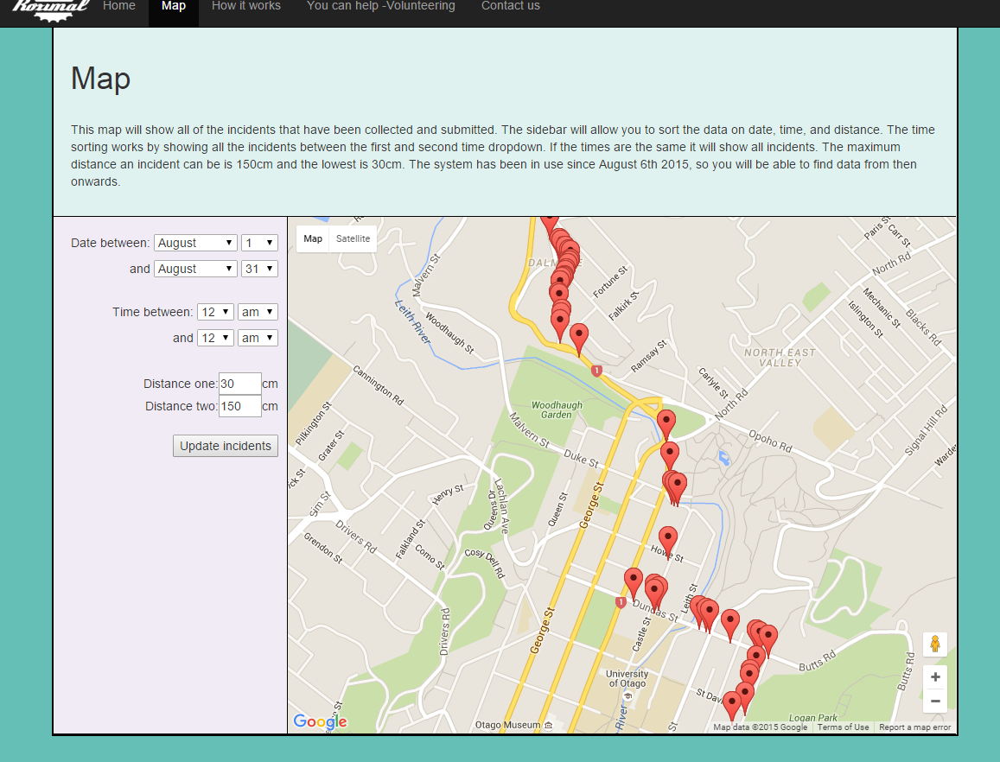 Home Map How it works You can help -Volunteering Contact us
Map
This map will show all of the incidents that have been collected and submitted. The sidebar will allow you to sort the data on date, time, and distance. The time
sorting works by showing all the incidents between the first and second time dropdown. If the times are the same it will show all incidents. The maximum
distance an incident can be is 150cm and the lowest is 30cm. The system has been in use since August 6th 2015, so you will be able to find data from then
onwards.
Date between: August 1
and August 31
Time between: 12 am
and 12 am
Distance one: 30 cm
Distance two: 150 cm
Update incidents
Map Satellite
Paris St
Carr St
North Rd
Malvern St
Fortune St
Falkirk St
Mechanic St
Islington St
Blacks Rd
Leith River
Woodhaugh St
Ramsay St
NORTH EAST
VALLEY
1
Carlyle St
Cannington Rd
North Rd
Woodhaugh
Garden
Pilkington St
Grater St
Malvern St
Opoho Rd
Signal Hill Rd
Duke St
Henry St
Lachlan Ave
Queens Dr
Queen St
George St
Sim St
Drivers Rd
Grendon St
Falkland St
Como St
Cosy Dell Rd
Howe St
Leith St
1
Dundas St
Drivers Rd
George St
Castle St
Butts Rd
Butts Rd
University
of Otago
Logan Park
Otago Museum
River
Google
Map data ©2015 Google Terms of Use Report a map error